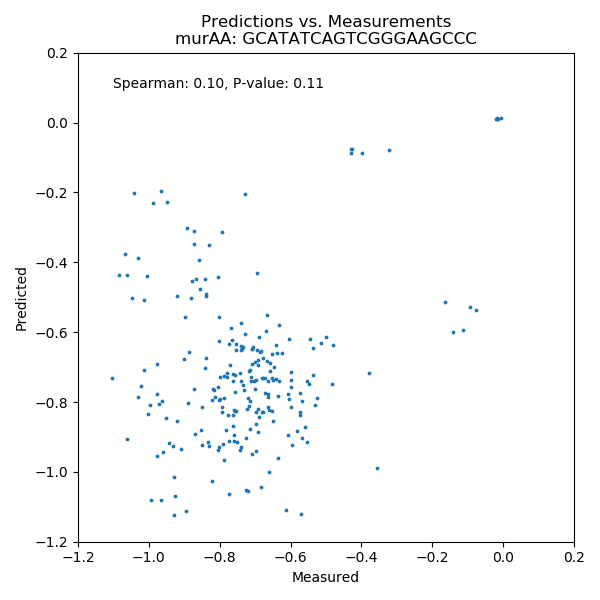 Predictions vs. Measurements
murAA: GCATATCAGTCGGGAAGCCC
Spearman: 0.10, P-value: 0.11
0.2
0.0
−0.2
−0.4
−0.6
−0.8
−1.0
−1.2
Predicted
−1.2 −1.0 −0.8 −0.6 −0.4 −0.2 0.0 0.2
Measured